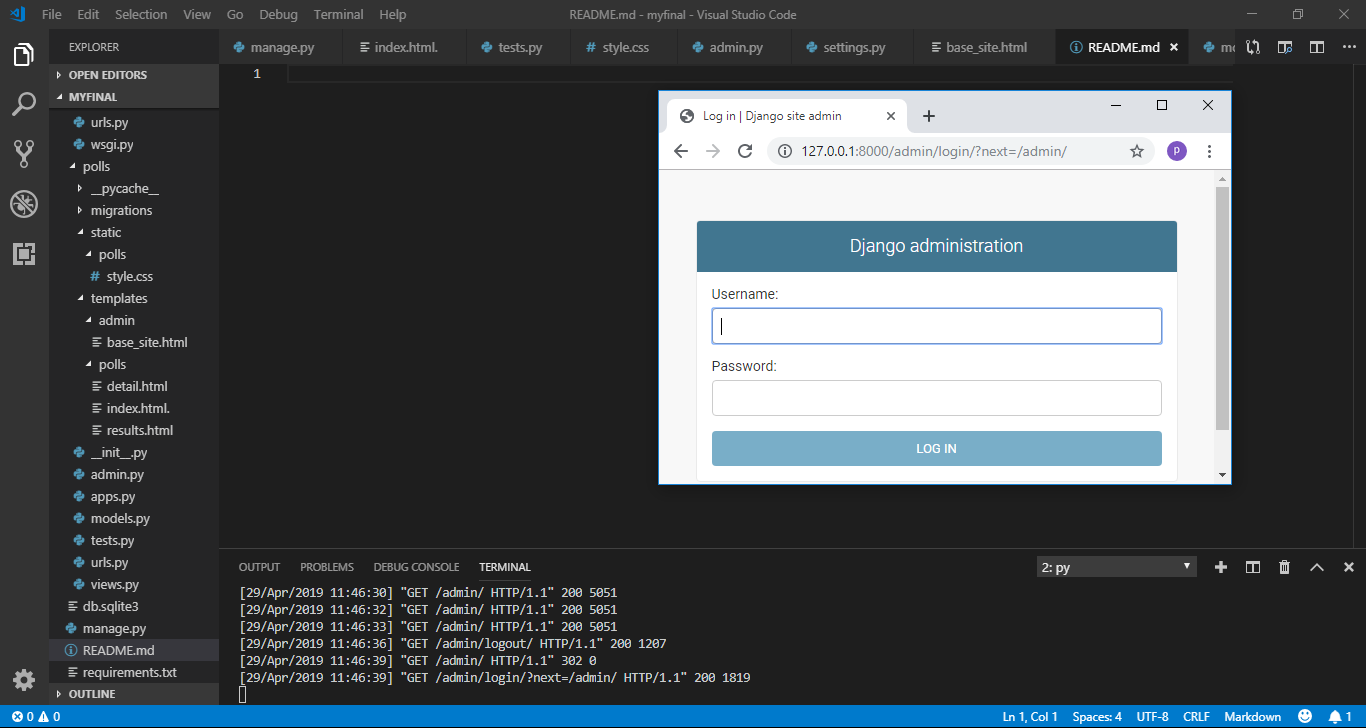 File Edit Selection View Go Debug Terminal Help README.md - myfinal - Visual Studio Code
EXPLORER
OPEN EDITORS
MYFINAL
urls.py
wsgi.py
polls
__pycache__
migrations
static
polls
# style.css
templates
admin
base_site.html
polls
detail.html
index.html.
results.html
__init__.py
admin.py
apps.py
models.py
tests.py
urls.py
views.py
db.sqlite3
manage.py
README.md
requirements.txt
OUTLINE
manage.py index.html. tests.py # style.css admin.py settings.py base_site.html README.md mo
1
Log in | Django site admin
127.0.0.1:8000/admin/login/?next=/admin/
p
Django administration
Username:
Password:
LOG IN
OUTPUT PROBLEMS DEBUG CONSOLE TERMINAL 2: py
[29/Apr/2019 11:46:30] "GET /admin/ HTTP/1.1" 200 5051
[29/Apr/2019 11:46:32] "GET /admin/ HTTP/1.1" 200 5051
[29/Apr/2019 11:46:33] "GET /admin/ HTTP/1.1" 200 5051
[29/Apr/2019 11:46:36] "GET /admin/logout/ HTTP/1.1" 200 1207
[29/Apr/2019 11:46:39] "GET /admin/ HTTP/1.1" 302 0
[29/Apr/2019 11:46:39] "GET /admin/login/?next=/admin/ HTTP/1.1" 200 1819
0 0 Ln 1, Col 1 Spaces: 4 UTF-8 CRLF Markdown 1